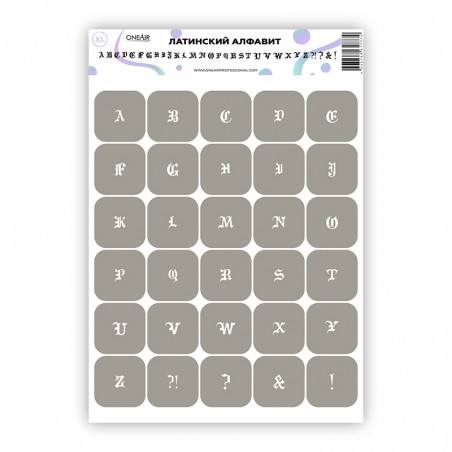 XL
ONEAIR
ЛАТИНСКИЙ АЛФАВИТ
A B C D E F G H I J K L M N O P Q R S T U V W X Y Z ?! ? & !
WWW.ONEAIRPROFESSIONAL.COM
A B C D E
F G H I J
K L M N O
P Q R S T
U V W X Y
Z ?! ? & !